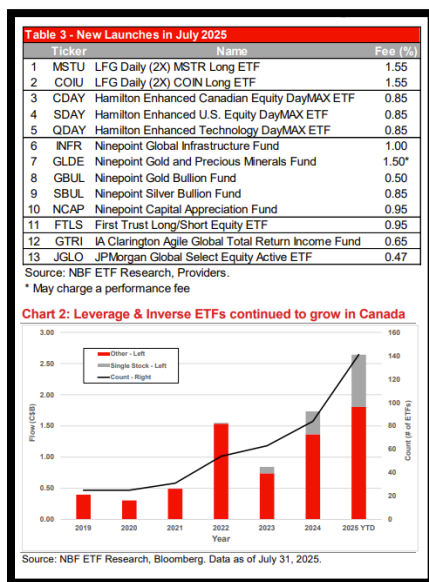 Table 3 - New Launches in July 2025
Ticker Name Fee (%)
1 MSTU LFG Daily (2X) MSTR Long ETF 1.55
2 COIU LFG Daily (2X) COIN Long ETF 1.55
3 CDAY Hamilton Enhanced Canadian Equity DayMAX ETF 0.85
4 SDAY Hamilton Enhanced U.S. Equity DayMAX ETF 0.85
5 QDAY Hamilton Enhanced Technology DayMAX ETF 0.85
6 INFR Ninepoint Global Infrastructure Fund 1.00
7 GLDE Ninepoint Gold and Precious Minerals Fund 1.50*
8 GBUL Ninepoint Gold Bullion Fund 0.50
9 SBUL Ninepoint Silver Bullion Fund 0.85
10 NCAP Ninepoint Capital Appreciation Fund 0.95
11 FTLS First Trust Long/Short Equity ETF 0.95
12 GTRI IA Clarington Agile Global Total Return Income Fund 0.65
13 JGLO JPMorgan Global Select Equity Active ETF 0.47
Source: NBF ETF Research, Providers.
* May charge a performance fee
Chart 2: Leverage & Inverse ETFs continued to grow in Canada
3.00 160
140
2.50
120
2.00
100
1.50 80
60
1.00
40
0.50
20
0.00 0
Flow (C$B)
Count (# of ETFs)
Other - Left
Single Stock - Left
Count - Right
2019 2020 2021 2022 2023 2024 2025 YTD
Year
Source: NBF ETF Research, Bloomberg. Data as of July 31, 2025.